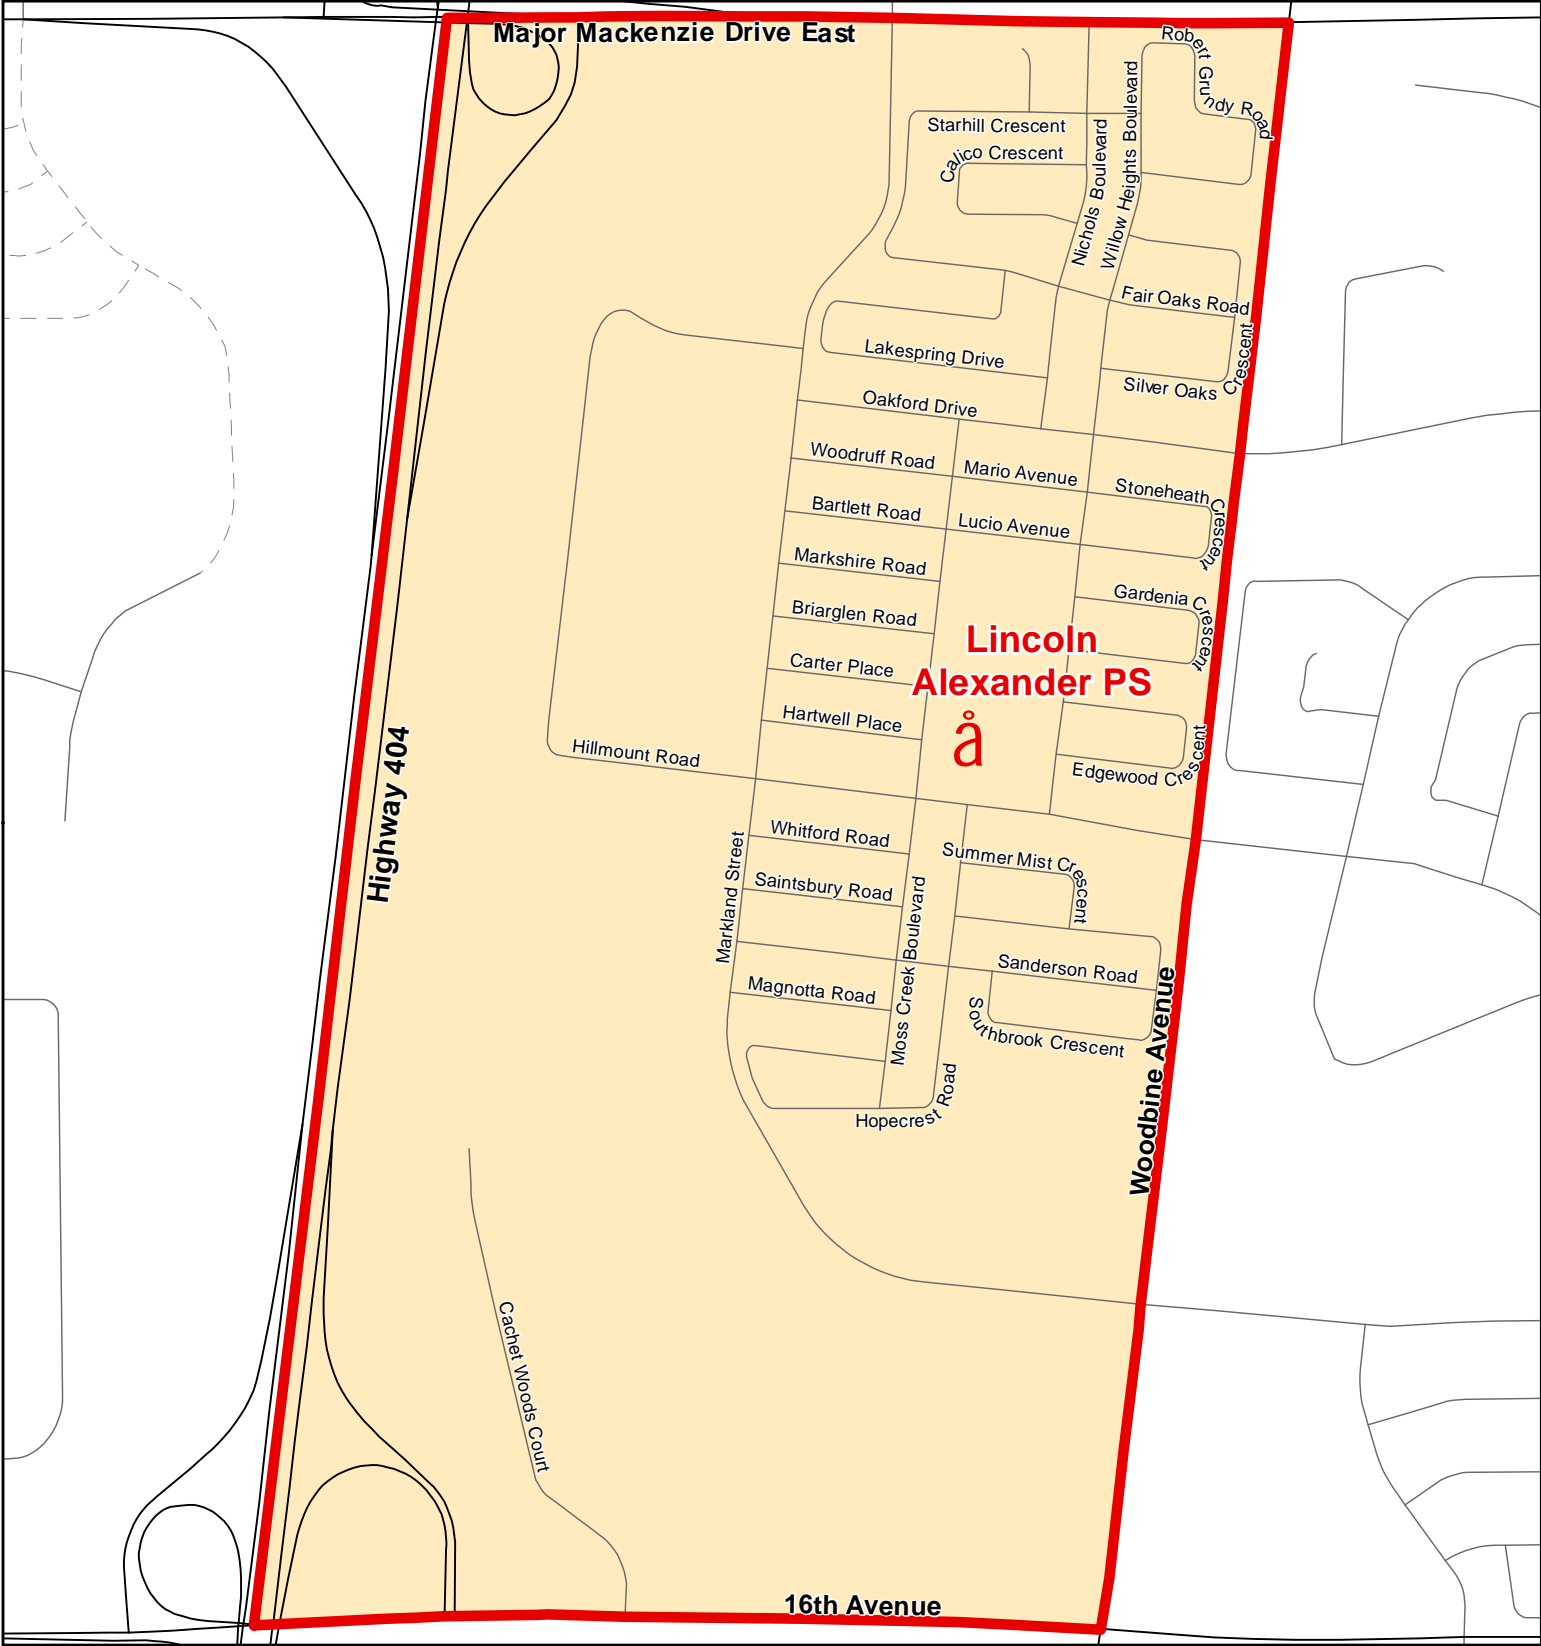 Major Mackenzie Drive East
Robert Grundy Road
Starhill Crescent
Calico Crescent
Nichols Boulevard
Willow Heights Boulevard
Fair Oaks Road
Lakespring Drive
Silver Oaks Crescent
Oakford Drive
Woodruff Road
Mario Avenue
Stoneheath Crescent
Bartlett Road
Lucio Avenue
Markshire Road
Gardenia Crescent
Briarglen Road
Lincoln
Alexander PS
å
Carter Place
Hartwell Place
Hillmount Road
Edgewood Crescent
Highway 404
Whitford Road
Summer Mist Crescent
Markland Street
Saintsbury Road
Moss Creek Boulevard
Sanderson Road
Magnotta Road
Southbrook Crescent
Woodbine Avenue
Hopecrest Road
Cachet Woods Court
16th Avenue